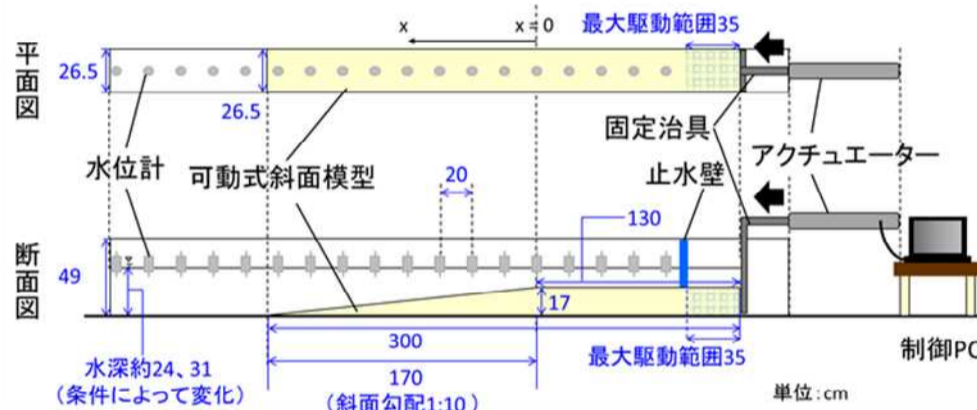 x
x = 0
最大駆動範囲35
平面図
26.5
26.5
固定治具
アクチュエーター
水位計
可動式斜面模型
20
止水壁
130
断面図
49
17
300
170
(斜面勾配1:10)
最大駆動範囲35
制御PC
水深約24、31
(条件によって変化)
単位:cm